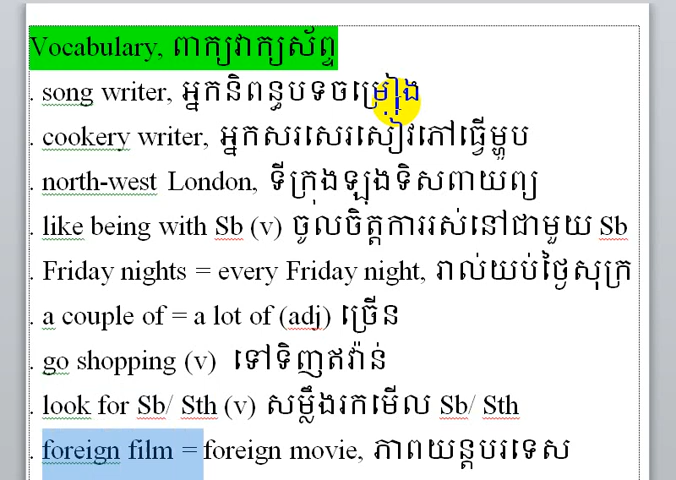 Vocabulary, ពាក្យវាក្យស័ព្ទ
. song writer, អ្នកនិពន្ធបទចម្រៀង
. cookery writer, អ្នកសរសេរសៀវភៅធ្វើម្ហូប
. north-west London, ទីក្រុងឡុងទិសពាយព្យ
. like being with Sb (v) ចូលចិត្តការរស់នៅជាមួយ Sb
. Friday nights = every Friday night, រាល់យប់ថ្ងៃសុក្រ
. a couple of = a lot of (adj) ច្រើន
. go shopping (v) ទៅទិញឥវ៉ាន់
. look for Sb/ Sth (v) សម្លឹងរកមើល Sb/ Sth
. foreign film = foreign movie, ភាពយន្តបរទេស